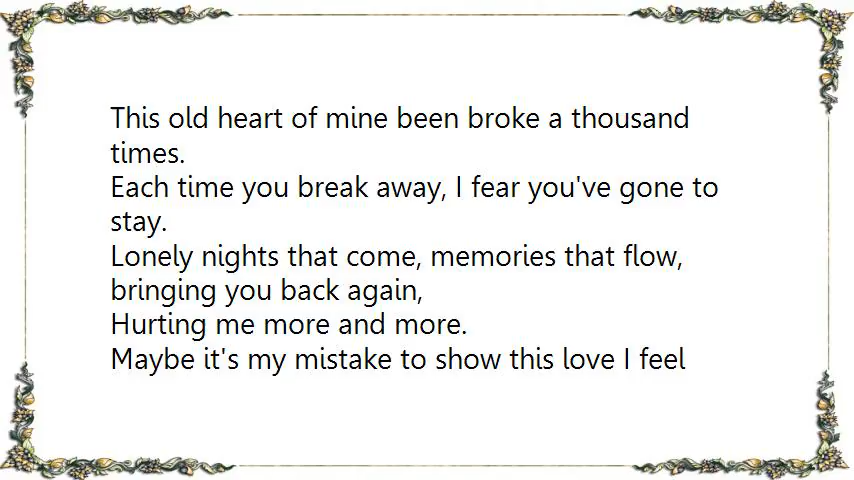 This old heart of mine been broke a thousand
times.
Each time you break away, I fear you've gone to
stay.
Lonely nights that come, memories that flow,
bringing you back again,
Hurting me more and more.
Maybe it's my mistake to show this love I feel